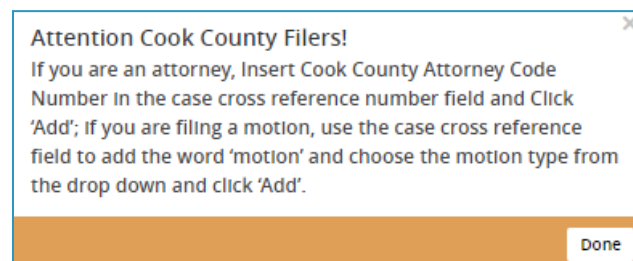 Attention Cook County Filers!
If you are an attorney, Insert Cook County Attorney Code
Number in the case cross reference number field and Click
'Add'; if you are filing a motion, use the case cross reference
field to add the word 'motion' and choose the motion type from
the drop down and click 'Add'.
Done